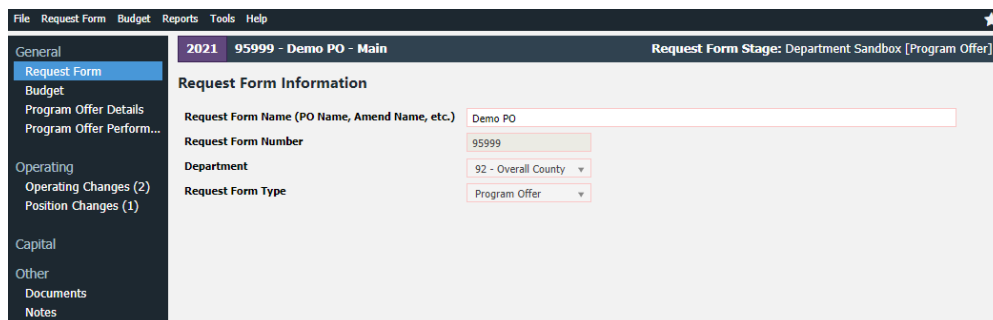 File Request Form Budget Reports Tools Help
General
Request Form
Budget
Program Offer Details
Program Offer Perform...
Operating
Operating Changes (2)
Position Changes (1)
Capital
Other
Documents
Notes
2021 95999 - Demo PO - Main Request Form Stage: Department Sandbox [Program Offer]
Request Form Information
Request Form Name (PO Name, Amend Name, etc.) Demo PO
Request Form Number 95999
Department 92 - Overall County
Request Form Type Program Offer